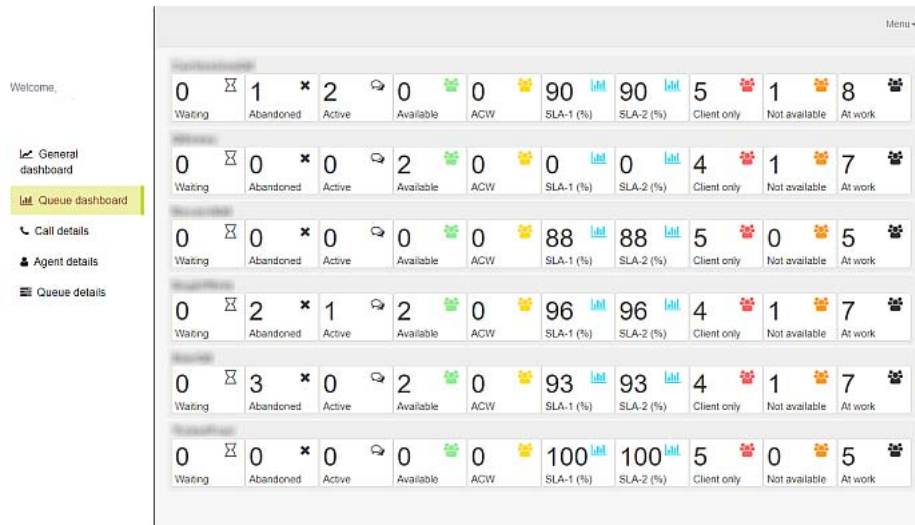 Menu
Welcome,
General
dashboard
Queue dashboard
Call details
Agent details
Queue details
0 1 2 0 0 90 90 5 1 8
Waiting Abandoned Active Available ACW SLA-1 (%) SLA-2 (%) Client only Not available At work
0 0 0 2 0 0 0 4 1 7
Waiting Abandoned Active Available ACW SLA-1 (%) SLA-2 (%) Client only Not available At work
0 0 0 0 0 88 88 5 0 5
Waiting Abandoned Active Available ACW SLA-1 (%) SLA-2 (%) Client only Not available At work
0 2 1 2 0 96 96 4 1 7
Waiting Abandoned Active Available ACW SLA-1 (%) SLA-2 (%) Client only Not available At work
0 3 0 2 0 93 93 4 1 7
Waiting Abandoned Active Available ACW SLA-1 (%) SLA-2 (%) Client only Not available At work
0 0 0 0 0 100 100 5 0 5
Waiting Abandoned Active Available ACW SLA-1 (%) SLA-2 (%) Client only Not available At work